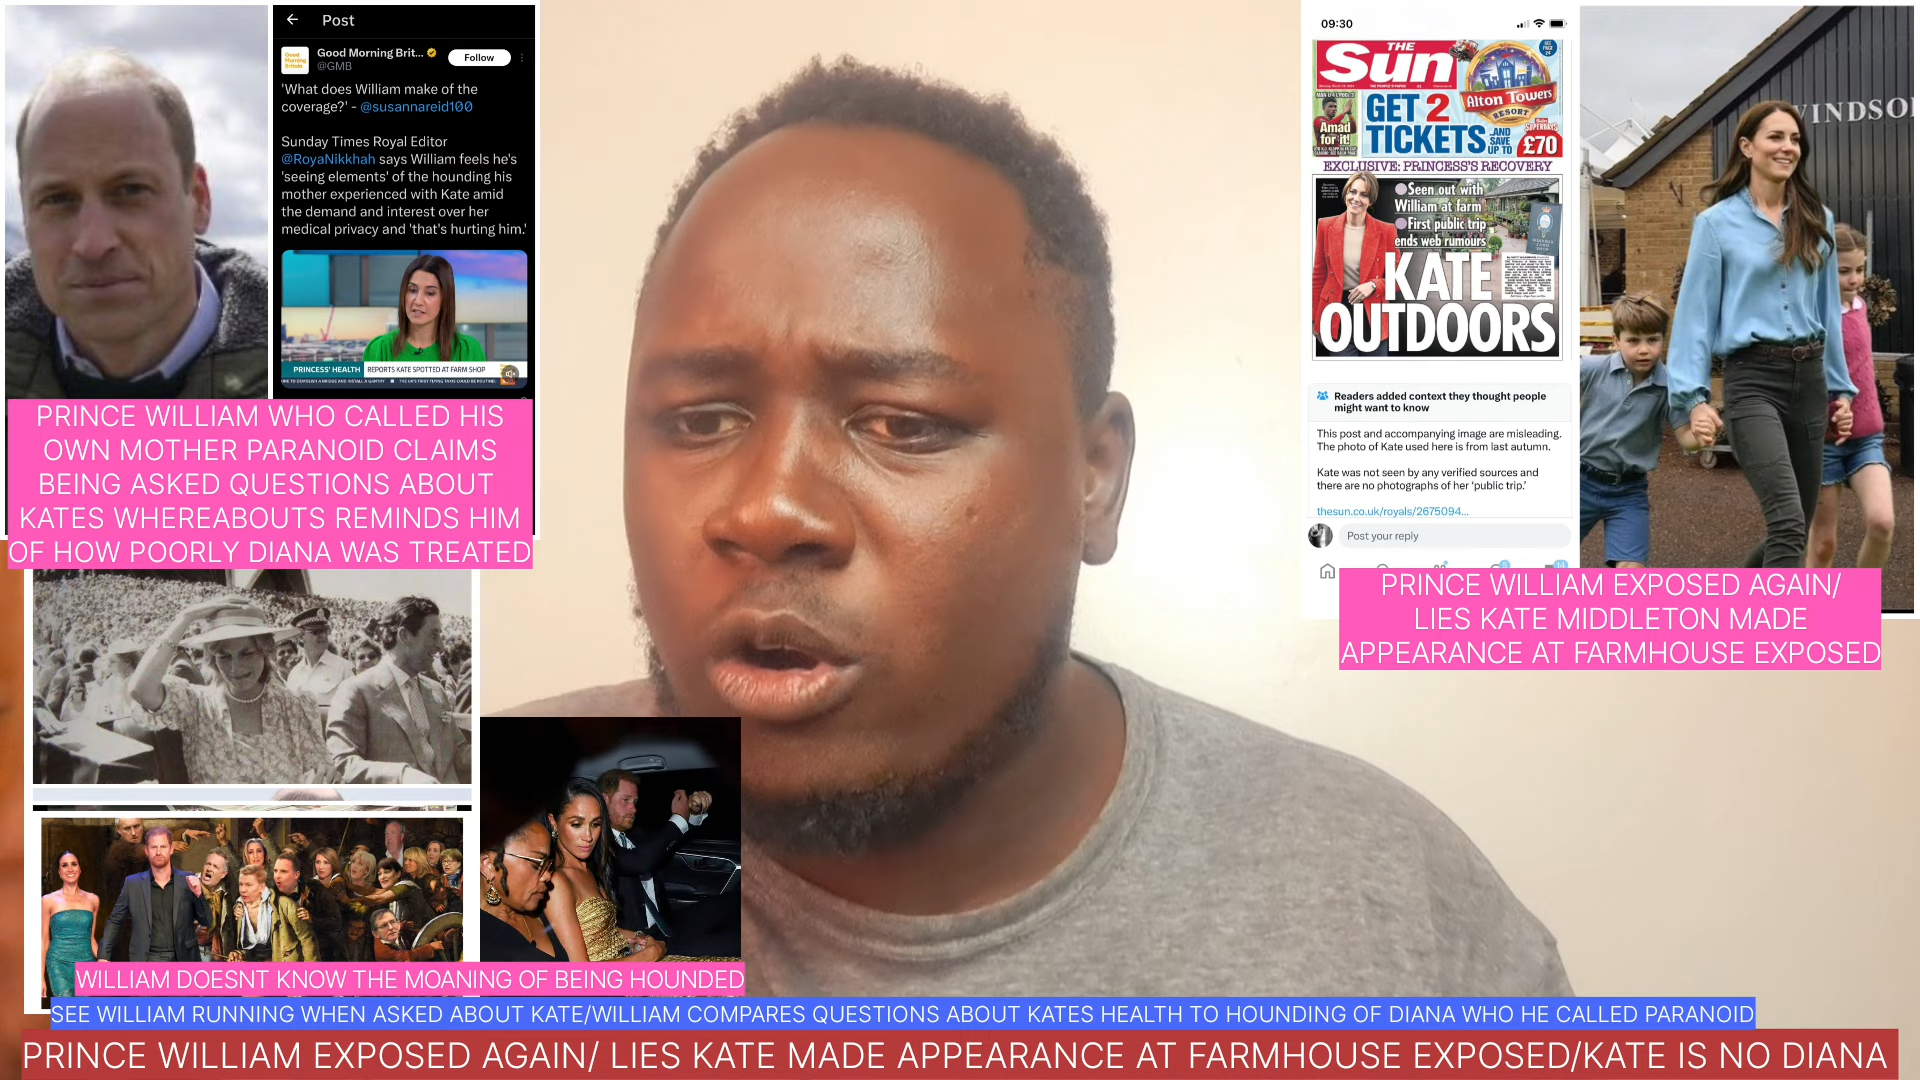 Post
Good Morning Brit...
@GMB
Follow
'What does William make of the
coverage?' - @susannareid100
Sunday Times Royal Editor
@RoyaNikkhah says William feels he's
'seeing elements' of the hounding his
mother experienced with Kate amid
the demand and interest over her
medical privacy and 'that's hurting him.'
PRINCESS' HEALTH
REPORTS KATE SPOTTED AT FARM SHOP
PRINCE WILLIAM WHO CALLED HIS
OWN MOTHER PARANOID CLAIMS
BEING ASKED QUESTIONS ABOUT
KATES WHEREABOUTS REMINDS HIM
OF HOW POORLY DIANA WAS TREATED
09:30
THE
Sun
GET 2
TICKETS
AND
SAVE
UP TO
£70
Alton Towers
RESORT
Amad
for it!
EXCLUSIVE: PRINCESS'S RECOVERY
Seen out with
William at farm
First public trip
ends web rumours
KATE
OUTDOORS
Readers added context they thought people
might want to know
This post and accompanying image are misleading.
The photo of Kate used here is from last autumn.
Kate was not seen by any verified sources and
there are no photographs of her 'public trip.'
thesun.co.uk/royals/2675094...
Post your reply
WINDSO
PRINCE WILLIAM EXPOSED AGAIN/
LIES KATE MIDDLETON MADE
APPEARANCE AT FARMHOUSE EXPOSED
WILLIAM DOESNT KNOW THE MOANING OF BEING HOUNDED
SEE WILLIAM RUNNING WHEN ASKED ABOUT KATE/WILLIAM COMPARES QUESTIONS ABOUT KATES HEALTH TO HOUNDING OF DIANA WHO HE CALLED PARANOID
PRINCE WILLIAM EXPOSED AGAIN/ LIES KATE MADE APPEARANCE AT FARMHOUSE EXPOSED/KATE IS NO DIANA